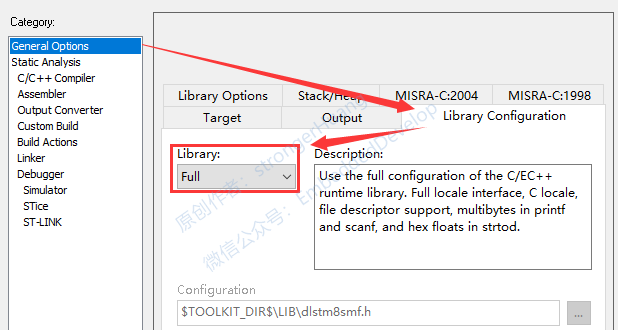 Category:
General Options
Static Analysis
C/C++ Compiler
Assembler
Output Converter
Custom Build
Build Actions
Linker
Debugger
Simulator
STice
ST-LINK
Library Options
Stack/Heap
MISRA-C:2004
MISRA-C:1998
Target
Output
Library Configuration
Library:
Full
Description:
Use the full configuration of the C/EC++
runtime library. Full locale interface, C locale,
file descriptor support, multibytes in printf
and scanf, and hex floats in strtod.
Configuration
$TOOLKIT_DIR$\LIB\dlstm8smf.h
...
原创作者：strongerHuang
微信公众号：EmbeddedDevelop